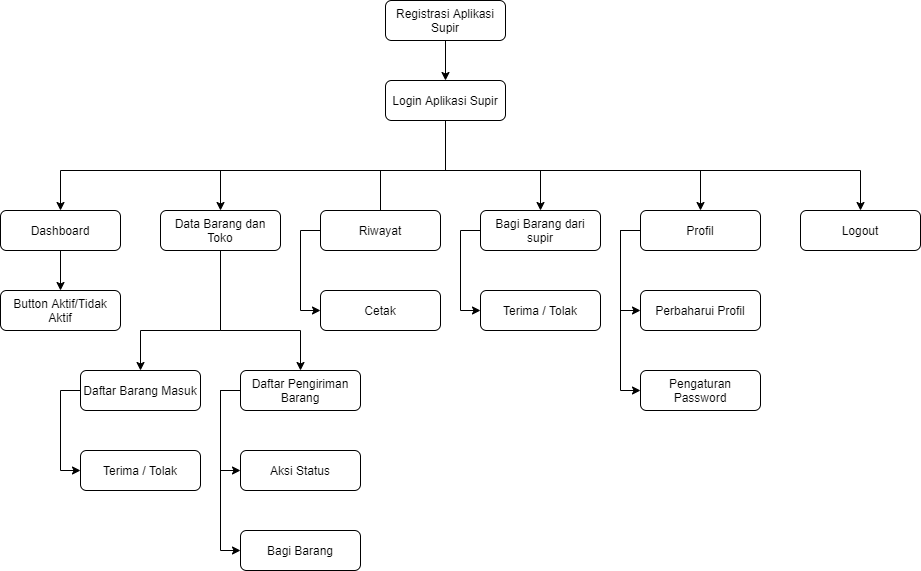 Registrasi Aplikasi
Supir
Login Aplikasi Supir
Dashboard
Data Barang dan
Toko
Riwayat
Bagi Barang dari
supir
Profil
Logout
Button Aktif/Tidak
Aktif
Cetak
Terima / Tolak
Perbaharui Profil
Daftar Barang Masuk
Daftar Pengiriman
Barang
Pengaturan
Password
Terima / Tolak
Aksi Status
Bagi Barang